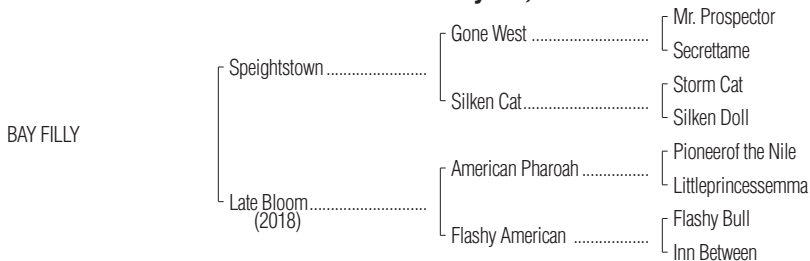 Mr. Prospector
Gone West ..............................
Secrettame
Speightstown .........................
Storm Cat
Silken Cat................................
Silken Doll
BAY FILLY
Pioneerof the Nile
American Pharoah .................
Littleprincessemma
Late Bloom.............................
(2018)
Flashy Bull
Flashy American ...................
Inn Between